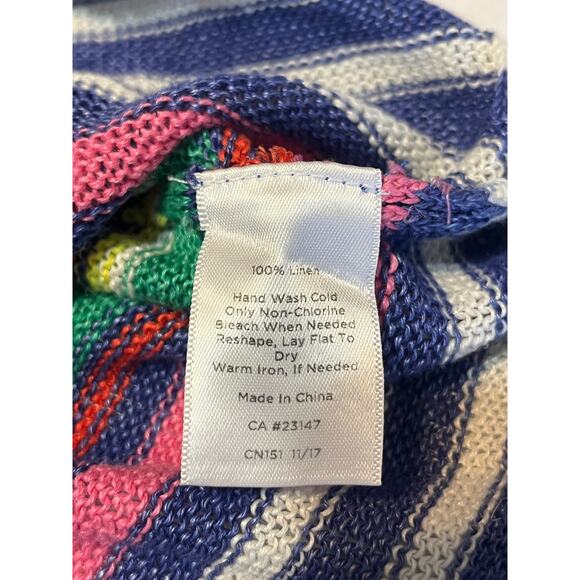 100% Linen
Hand Wash Cold
Only Non-Chlorine
Bleach When Needed
Reshape, Lay Flat To
Dry
Warm Iron, If Needed
Made In China
CA #23147
CN151 11/17